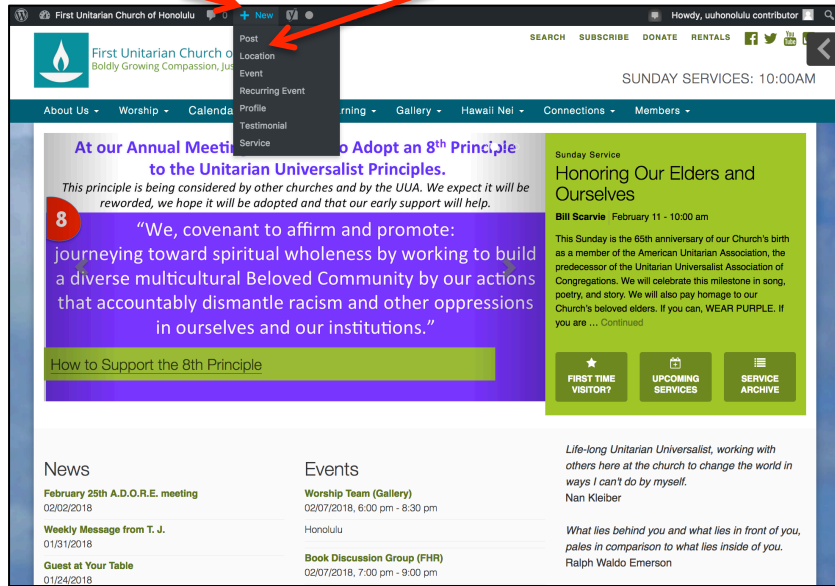 First Unitarian Church of Honolulu 0 + New Howdy, uuhonolulu contributor
Post
Location
Event
Recurring Event
Profile
Testimonial
Service
SEARCH SUBSCRIBE DONATE RENTALS
First Unitarian Church o
Boldly Growing Compassion, Jus
SUNDAY SERVICES: 10:00AM
About Us Worship Calenda rning Gallery Hawaii Nei Connections Members
At our Annual Meetin o Adopt an 8th Principle
to the Unitarian Universalist Principles.
This principle is being considered by other churches and by the UUA. We expect it will be
reworded, we hope it will be adopted and that our early support will help.
8
“We, covenant to affirm and promote:
journeying toward spiritual wholeness by working to build
a diverse multicultural Beloved Community by our actions
that accountably dismantle racism and other oppressions
in ourselves and our institutions.”
How to Support the 8th Principle
Sunday Service
Honoring Our Elders and
Ourselves
Bill Scarvie February 11 - 10:00 am
This Sunday is the 65th anniversary of our Church's birth
as a member of the American Unitarian Association, the
predecessor of the Unitarian Universalist Association of
Congregations. We will celebrate this milestone in song,
poetry, and story. We will also pay homage to our
Church's beloved elders. If you can, WEAR PURPLE. If
you are … Continued
FIRST TIME
VISITOR?
UPCOMING
SERVICES
SERVICE
ARCHIVE
News
February 25th A.D.O.R.E. meeting
02/02/2018
Weekly Message from T. J.
01/31/2018
Guest at Your Table
01/24/2018
Events
Worship Team (Gallery)
02/07/2018, 6:00 pm - 8:30 pm
Honolulu
Book Discussion Group (FHR)
02/07/2018, 7:00 pm - 9:00 pm
Life-long Unitarian Universalist, working with
others here at the church to change the world in
ways I can't do by myself.
Nan Kleiber
What lies behind you and what lies in front of you,
pales in comparison to what lies inside of you.
Ralph Waldo Emerson